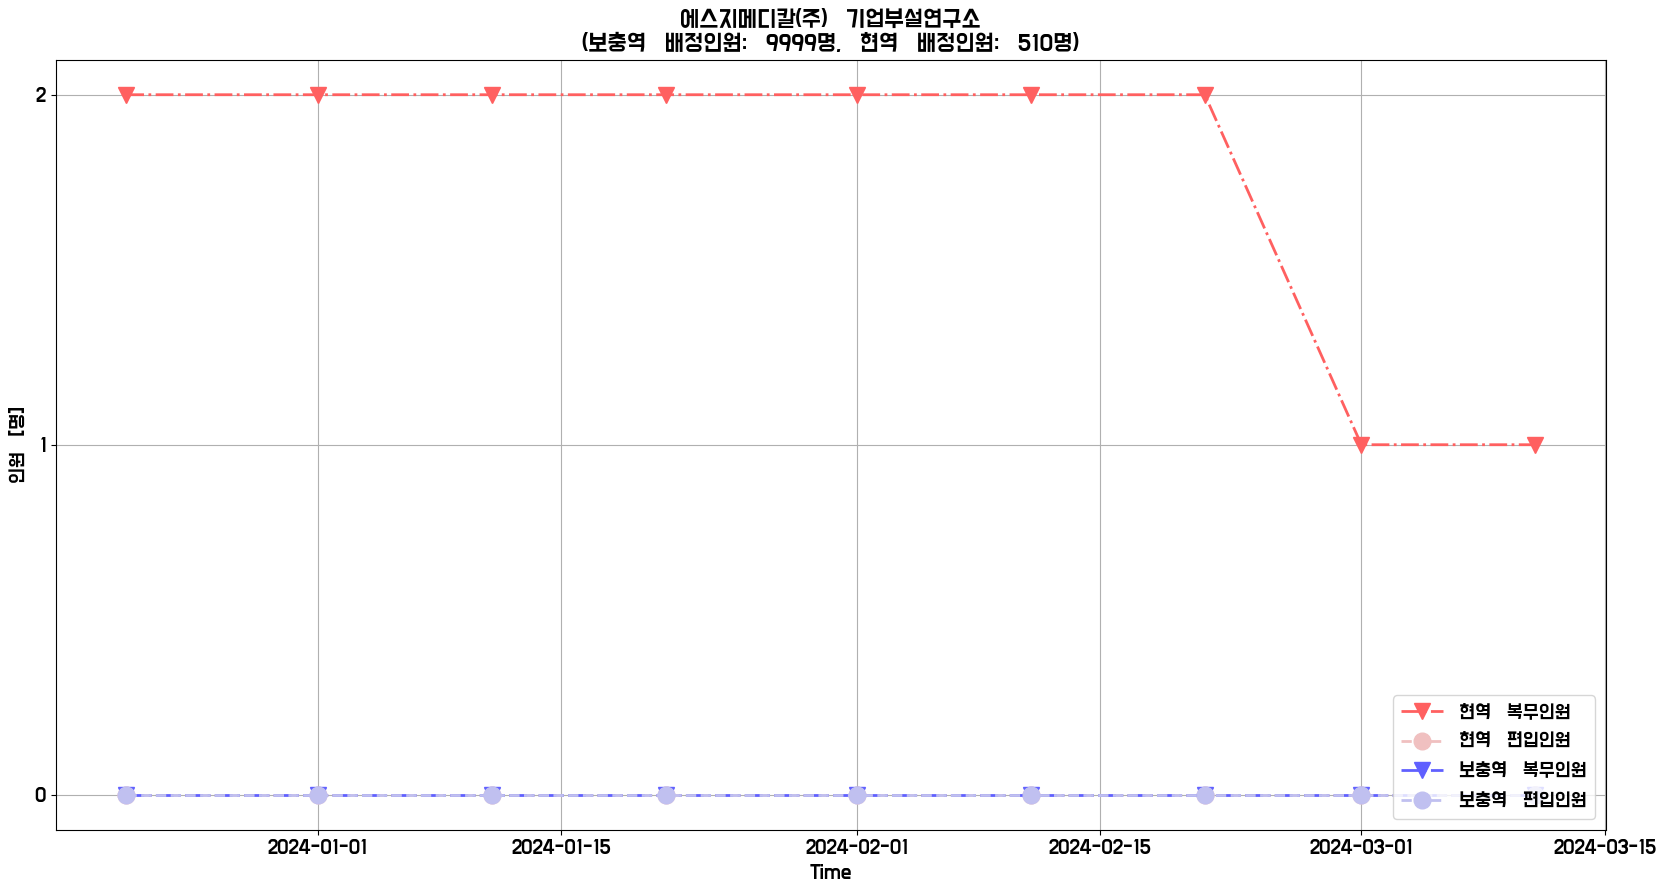 에스지메디칼(주) 기업부설연구소
(보충역 배정인원: 9999명, 현역 배정인원: 510명)
인원 [명]
2
1
0
현역 복무인원
현역 편입인원
보충역 복무인원
보충역 편입인원
2024-01-01 2024-01-15 2024-02-01 2024-02-15 2024-03-01 2024-03-15
Time